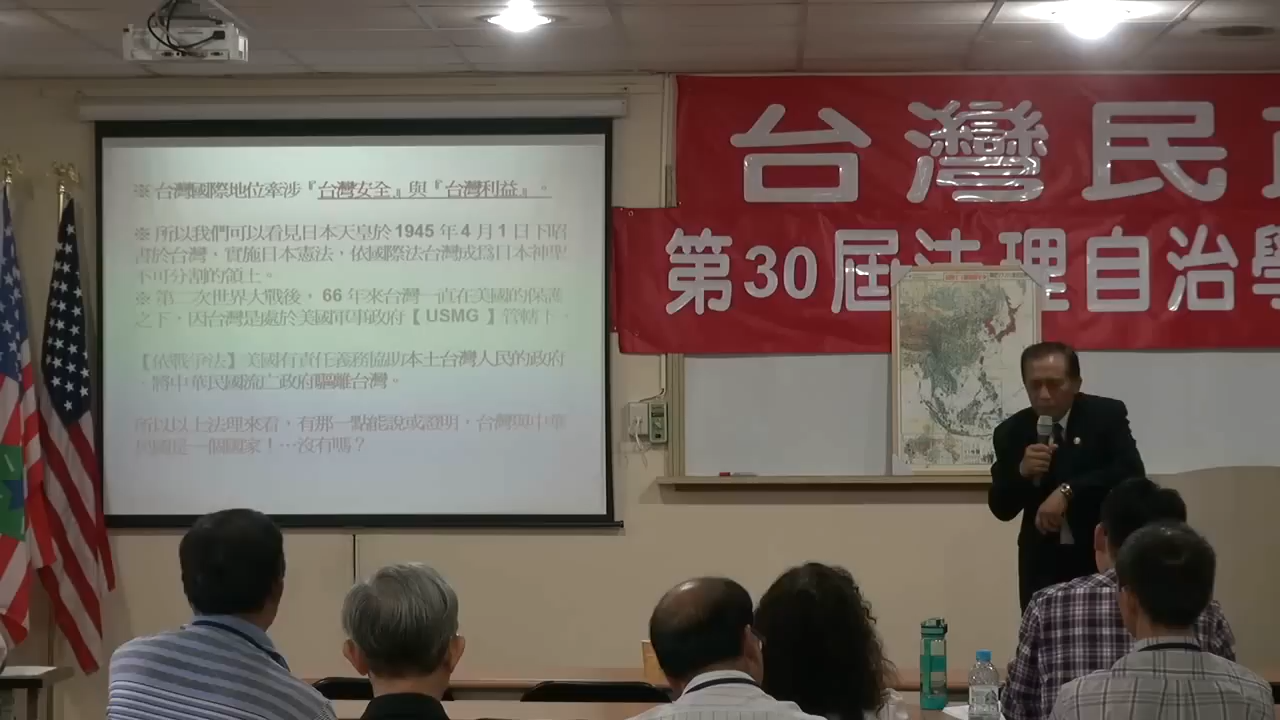 ※ 台灣國際地位牽涉『台灣安全』與『台灣利益』。
※ 所以我們可以看見日本天皇於 1945 年 4 月 1 日下昭
書於台灣，實施日本憲法，依國際法台灣成為日本神聖
不可分割的領土。
※ 第二次世界大戰後， 66 年來台灣一直在美國的保護
之下，因台灣是處於美國軍事政府【 USMG 】管轄下。
【依戰爭法】美國有責任義務協助本土台灣人民的政府
，將中華民國流亡政府驅離台灣。
所以以上法理來看，有那一點能說或證明，台灣與中華
民國是一個國家！…沒有嗎？
台灣民
第30屆法理自治學